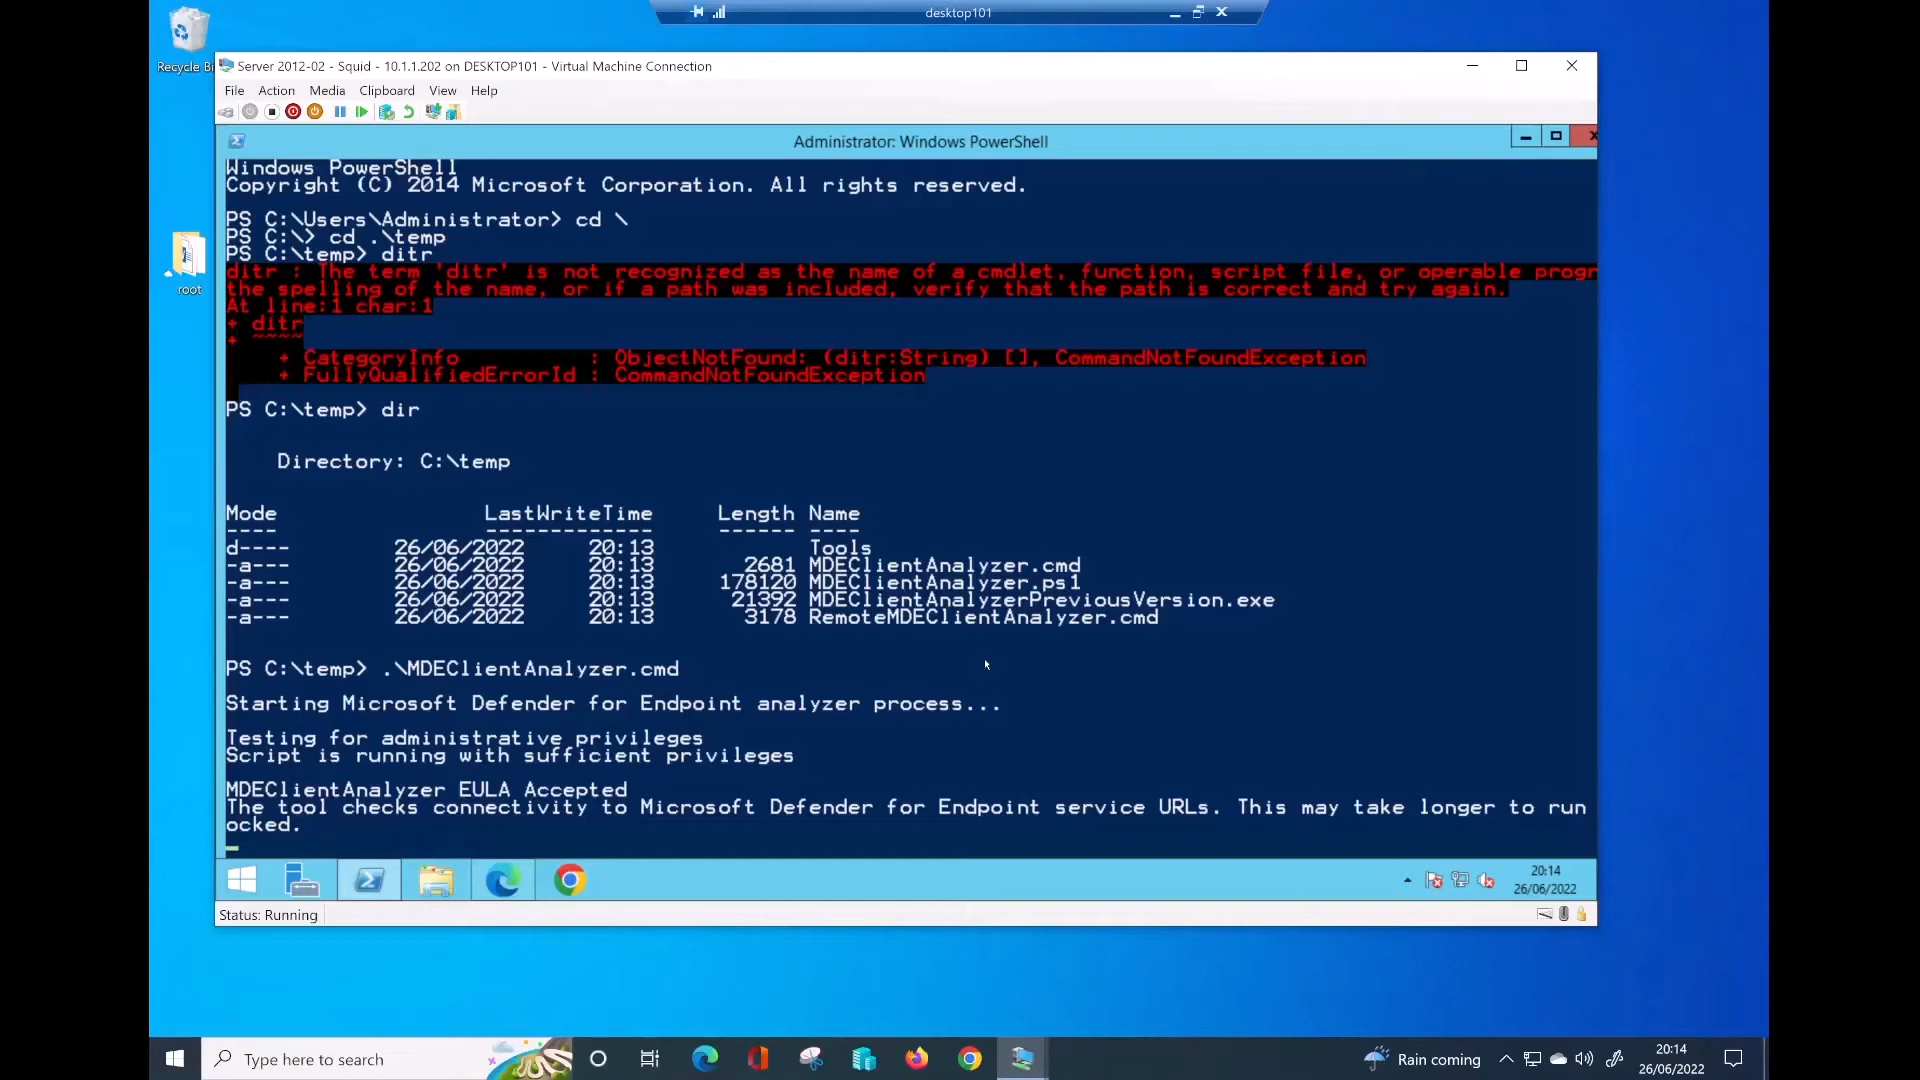 desktop101
Recycle Bi
Server 2012-02 - Squid - 10.1.1.202 on DESKTOP101 - Virtual Machine Connection
File Action Media Clipboard View Help
Administrator: Windows PowerShell
Windows PowerShell
Copyright (C) 2014 Microsoft Corporation. All rights reserved.
PS C:\Users\Administrator> cd \
PS C:\> cd .\temp
PS C:\temp> ditr
ditr : The term 'ditr' is not recognized as the name of a cmdlet, function, script file, or operable progr
the spelling of the name, or if a path was included, verify that the path is correct and try again.
At line:1 char:1
+ ditr
+ ~~~~
+ CategoryInfo : ObjectNotFound: (ditr:String) [], CommandNotFoundException
+ FullyQualifiedErrorId : CommandNotFoundException
root
PS C:\temp> dir
Directory: C:\temp
Mode LastWriteTime Length Name
---- ------------- ------ ----
d---- 26/06/2022 20:13 Tools
-a--- 26/06/2022 20:13 2681 MDEClientAnalyzer.cmd
-a--- 26/06/2022 20:13 178120 MDEClientAnalyzer.ps1
-a--- 26/06/2022 20:13 21392 MDEClientAnalyzerPreviousVersion.exe
-a--- 26/06/2022 20:13 3178 RemoteMDEClientAnalyzer.cmd
PS C:\temp> .\MDEClientAnalyzer.cmd
Starting Microsoft Defender for Endpoint analyzer process...
Testing for administrative privileges
Script is running with sufficient privileges
MDEClientAnalyzer EULA Accepted
The tool checks connectivity to Microsoft Defender for Endpoint service URLs. This may take longer to run
ocked.
20:14
26/06/2022
Status: Running
Type here to search
Rain coming
20:14
26/06/2022